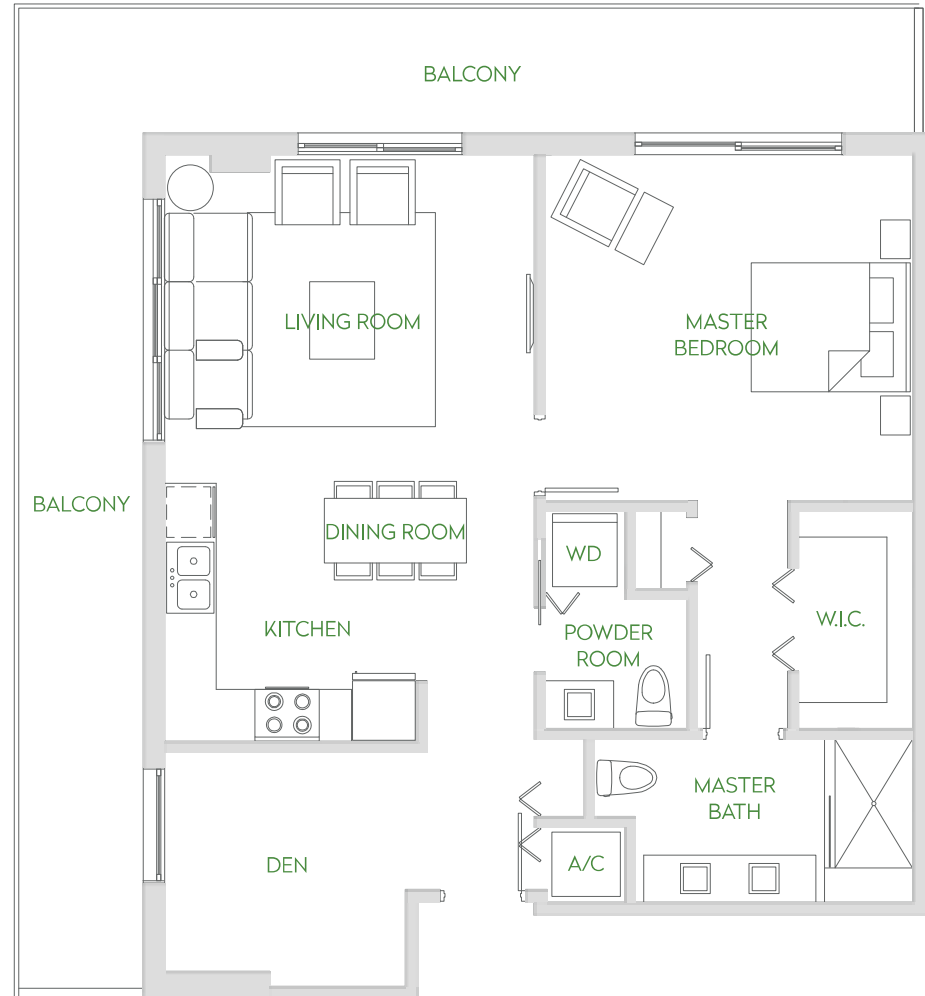 BALCONY
LIVING ROOM
MASTER
BEDROOM
BALCONY
DINING ROOM
WD
KITCHEN
POWDER
ROOM
W.I.C.
MASTER
BATH
DEN
A/C